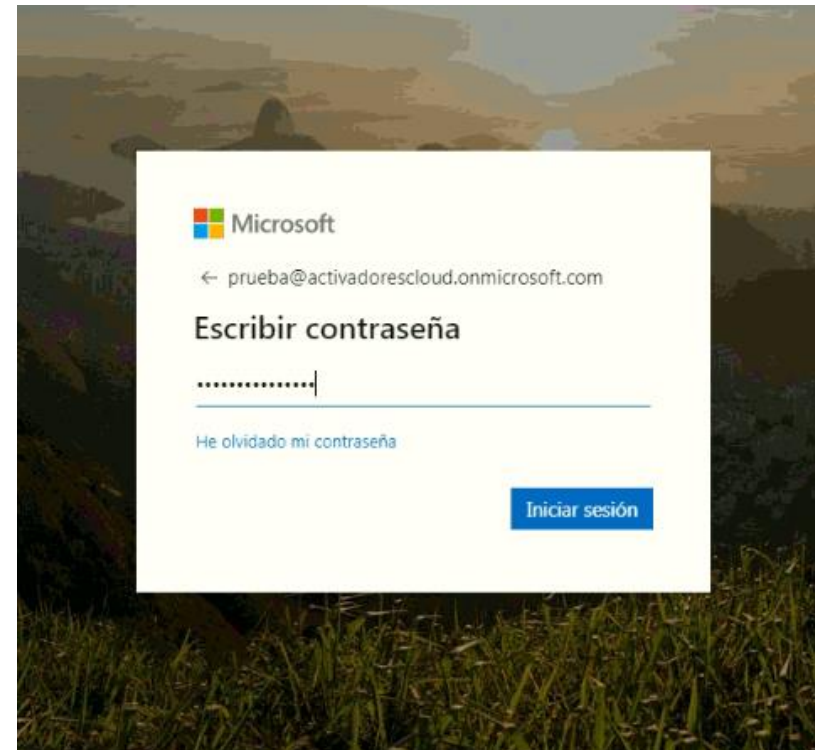 Microsoft
← prueba@activadorescloud.onmicrosoft.com
Escribir contraseña
•••••••••••••••
He olvidado mi contraseña
Iniciar sesión